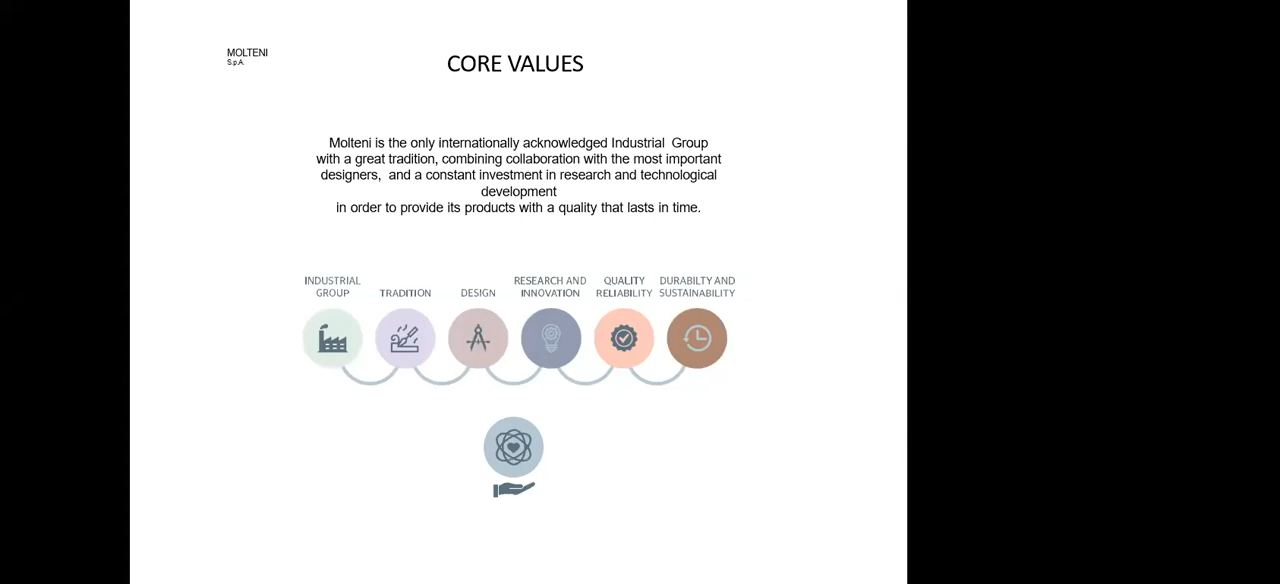 MOLTENI
S.p.A.
CORE VALUES
Molteni is the only internationally acknowledged Industrial Group
with a great tradition, combining collaboration with the most important
designers, and a constant investment in research and technological
development
in order to provide its products with a quality that lasts in time.
INDUSTRIAL
GROUP
TRADITION
DESIGN
RESEARCH AND
INNOVATION
QUALITY
RELIABILITY
DURABILTY AND
SUSTAINABILITY